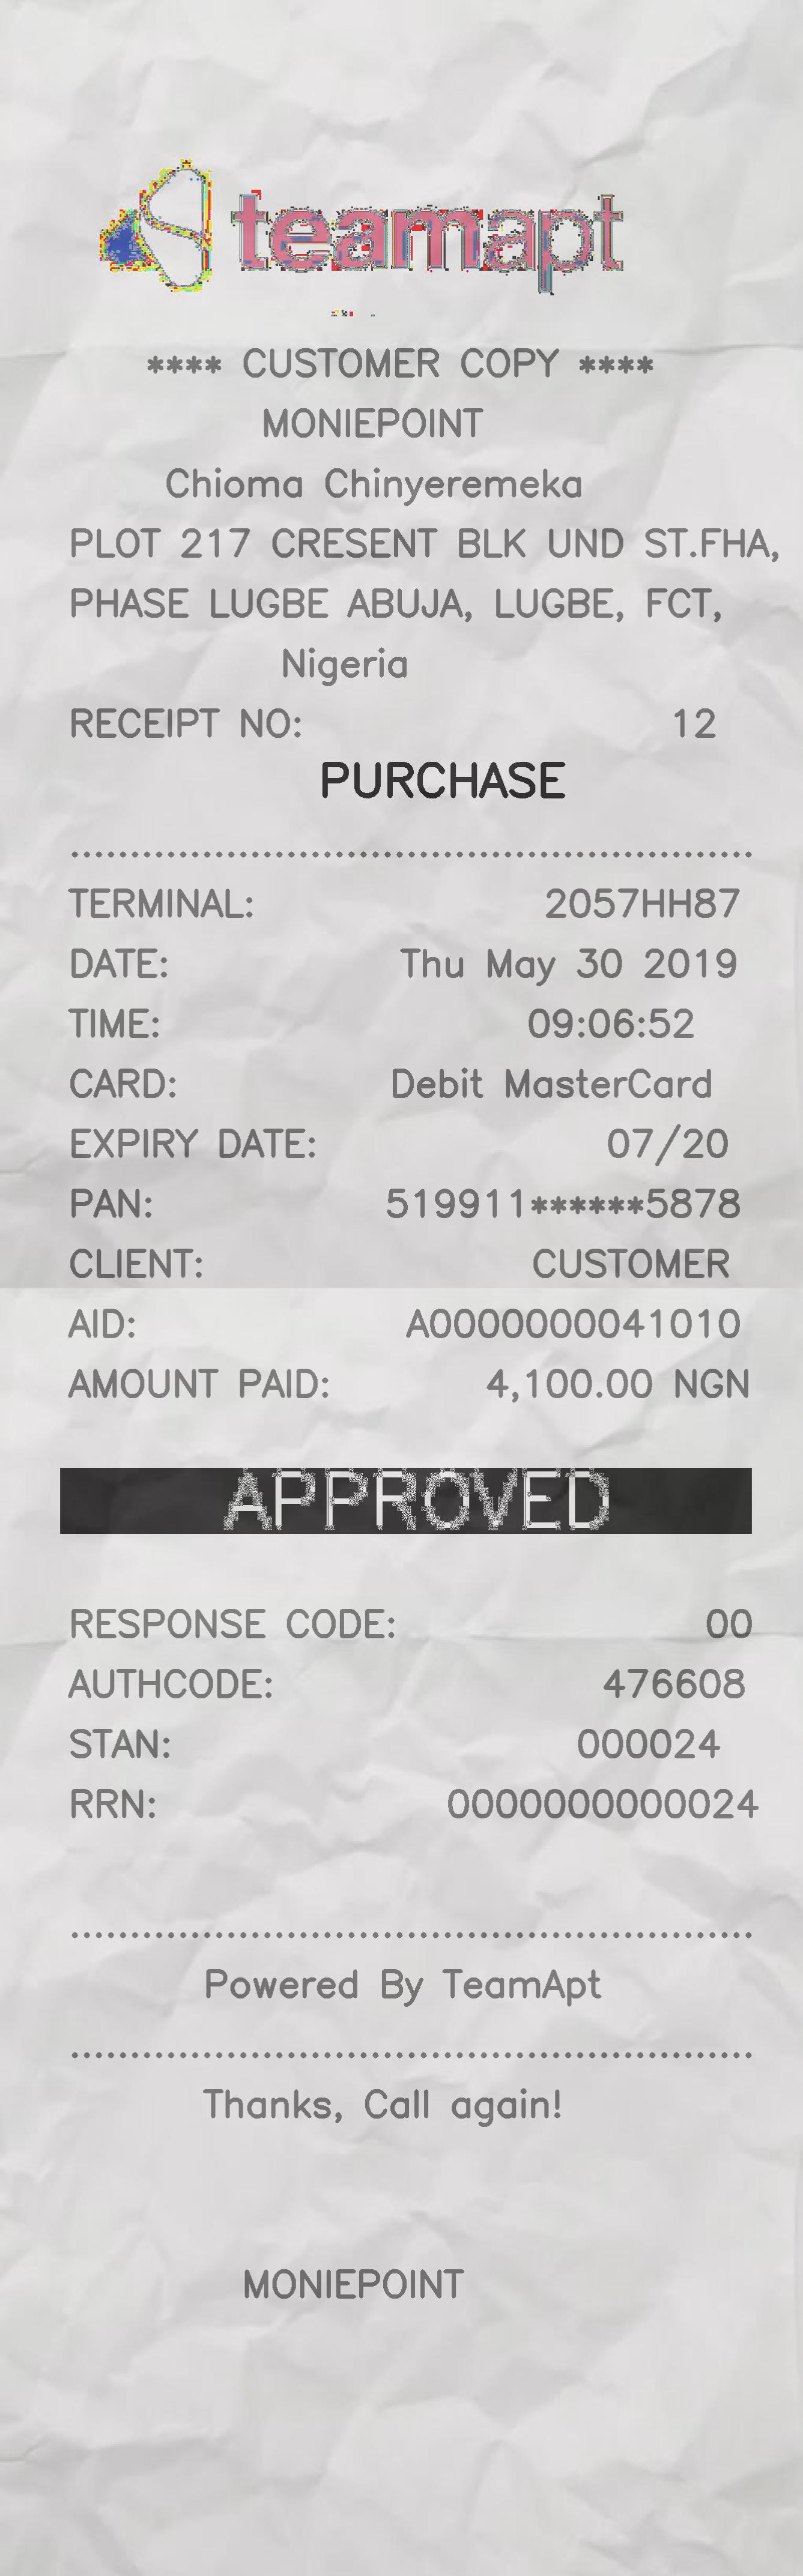 teamapt
**** CUSTOMER COPY ****
MONIEPOINT
Chioma Chinyeremeka
PLOT 217 CRESENT BLK UND ST.FHA,
PHASE LUGBE ABUJA, LUGBE, FCT,
Nigeria
RECEIPT NO: 12
PURCHASE
TERMINAL: 2057HH87
DATE: Thu May 30 2019
TIME: 09:06:52
CARD: Debit MasterCard
EXPIRY DATE: 07/20
PAN: 519911******5878
CLIENT: CUSTOMER
AID: A0000000041010
AMOUNT PAID: 4,100.00 NGN
APPROVED
RESPONSE CODE: 00
AUTHCODE: 476608
STAN: 000024
RRN: 0000000000024
Powered By TeamApt
Thanks, Call again!
MONIEPOINT